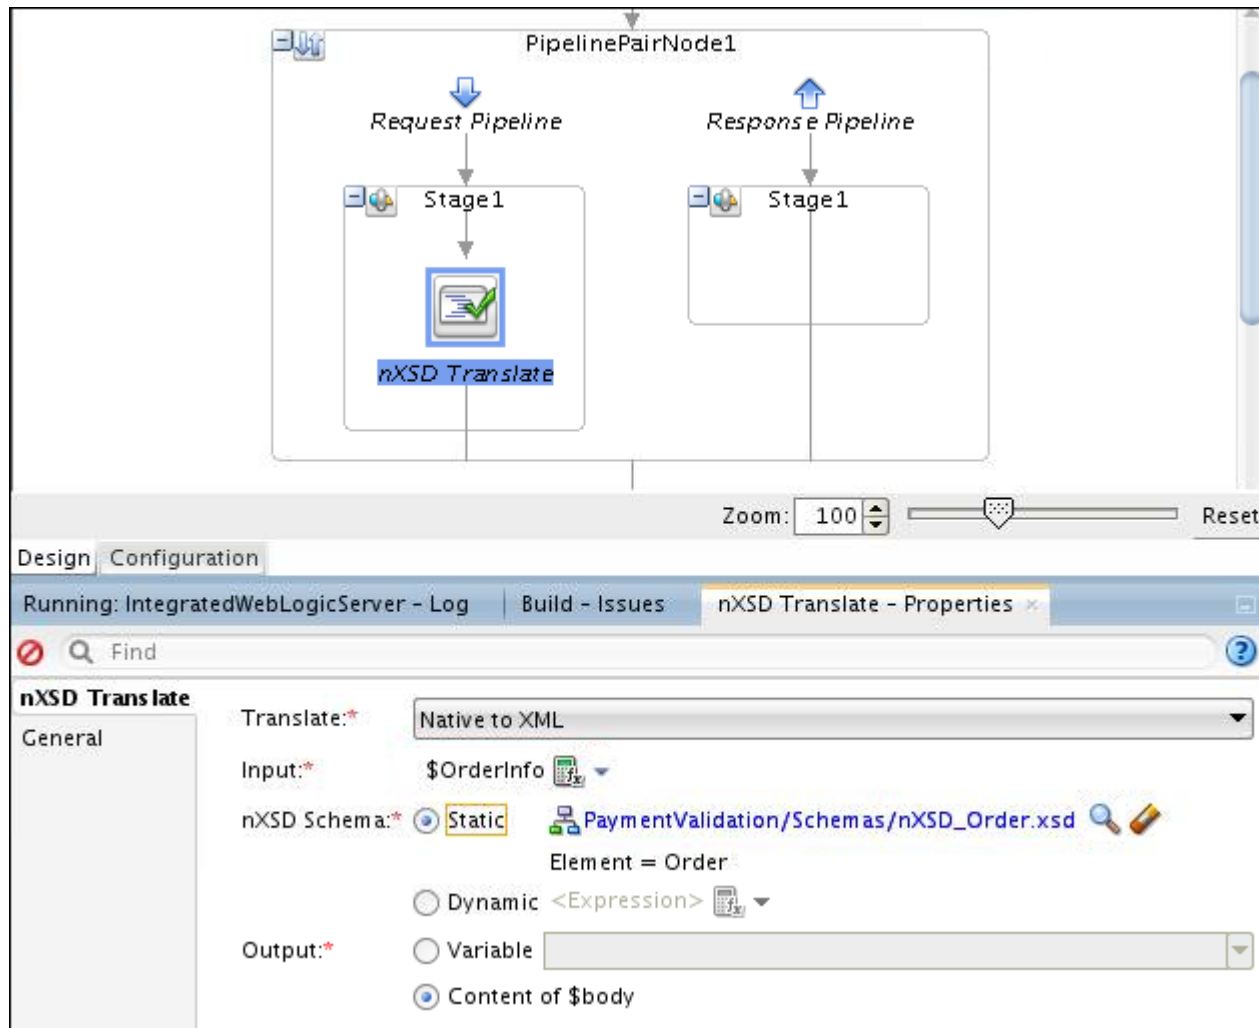 PipelinePairNode1
Request Pipeline Response Pipeline
Stage1 Stage1
nXSD Translate
Zoom: 100 Reset
Design Configuration
Running: IntegratedWebLogicServer - Log Build - Issues nXSD Translate - Properties
Find
nXSD Translate
General
Translate:* Native to XML
Input:* $OrderInfo
nXSD Schema:* Static PaymentValidation/Schemas/nXSD_Order.xsd
Element = Order
Dynamic <Expression>
Output:* Variable
Content of $body